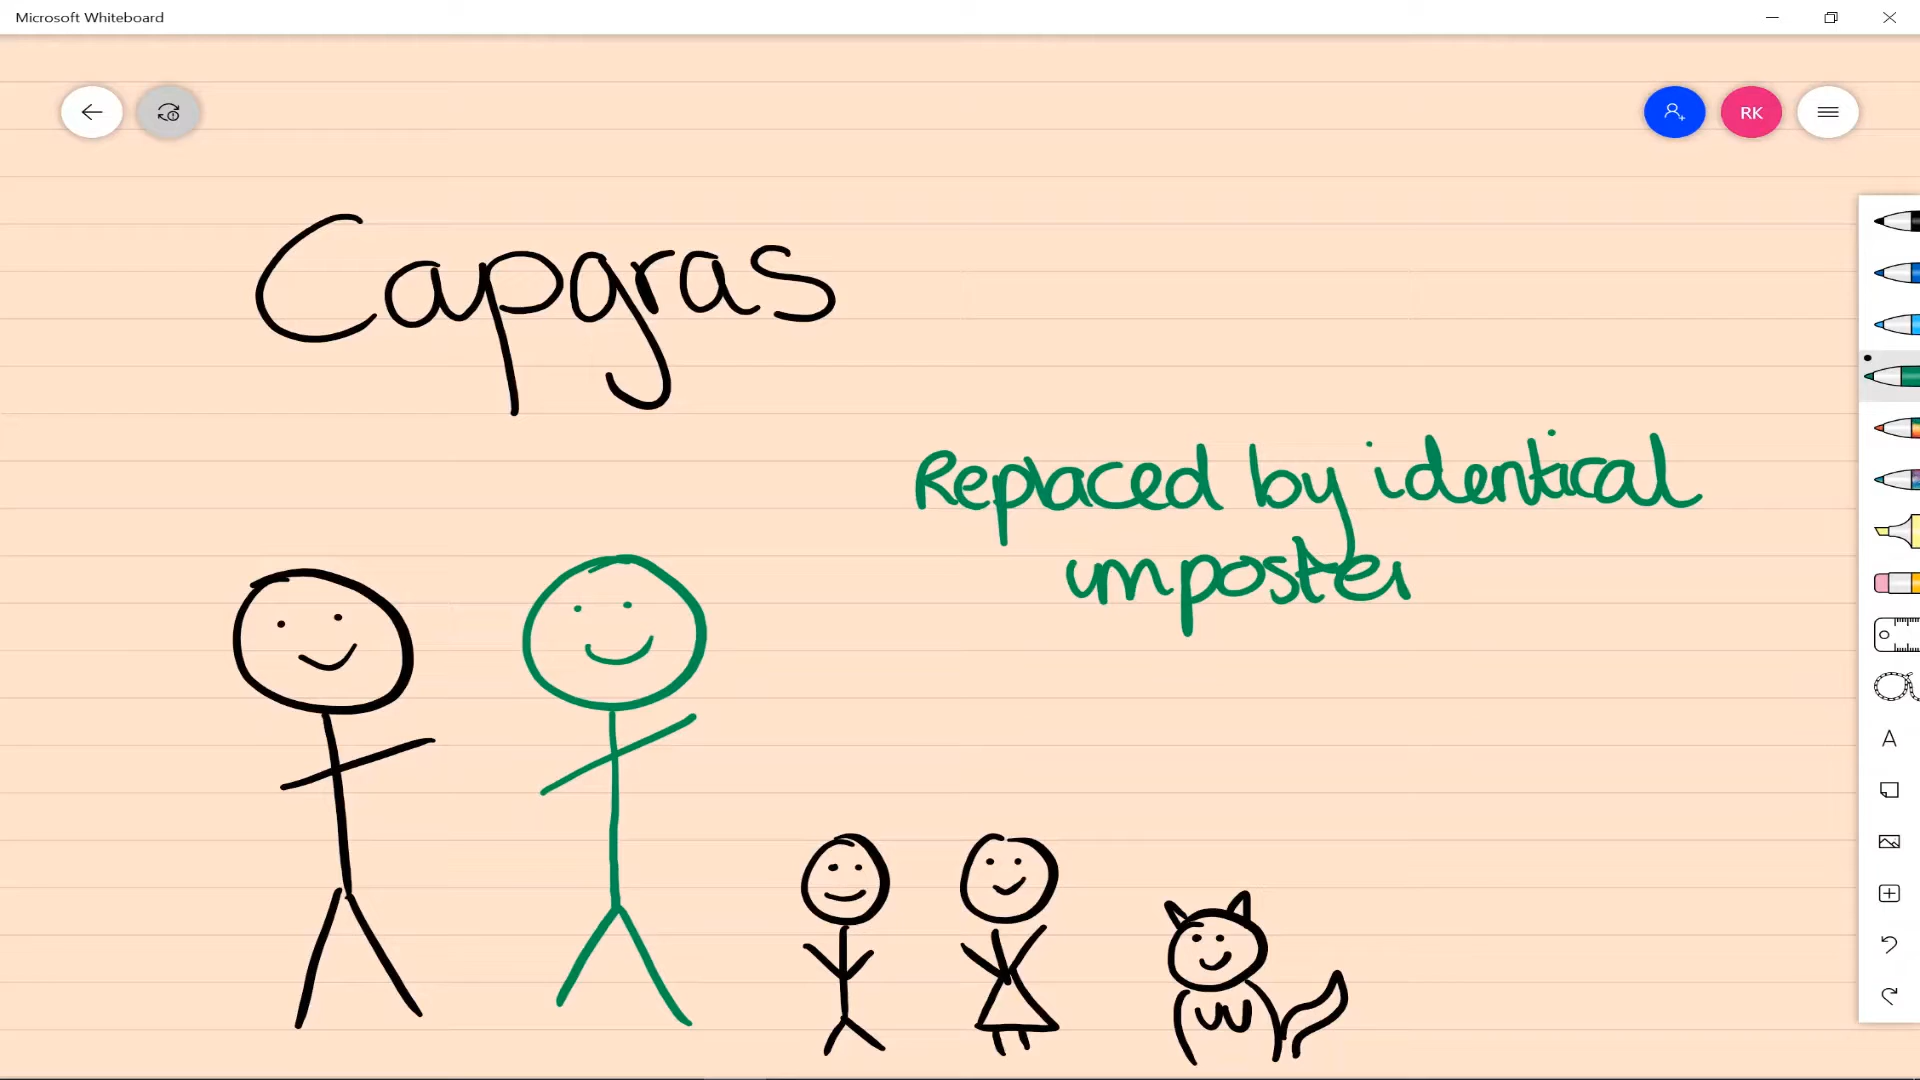 Microsoft Whiteboard
RK
Capgras
Replaced by identical
imposter
A